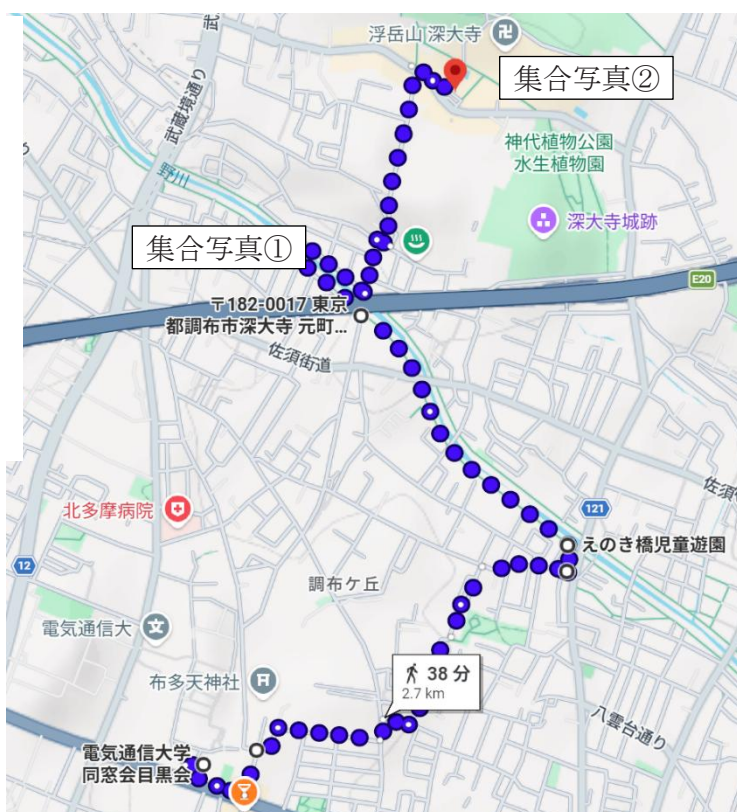 浮岳山 深大寺
集合写真②
武
武蔵境通り
野川
神代植物公園
水生植物園
深大寺城跡
集合写真①
E20
〒182-0017 東京
都調布市深大寺 元町...
佐須街道
北多摩病院
121
佐須
えのき橋児童遊園
12
調布ケ丘
電気通信大
38 分
2.7 km
布多天神社
八雲台通り
電気通信大学
同窓会目黒会